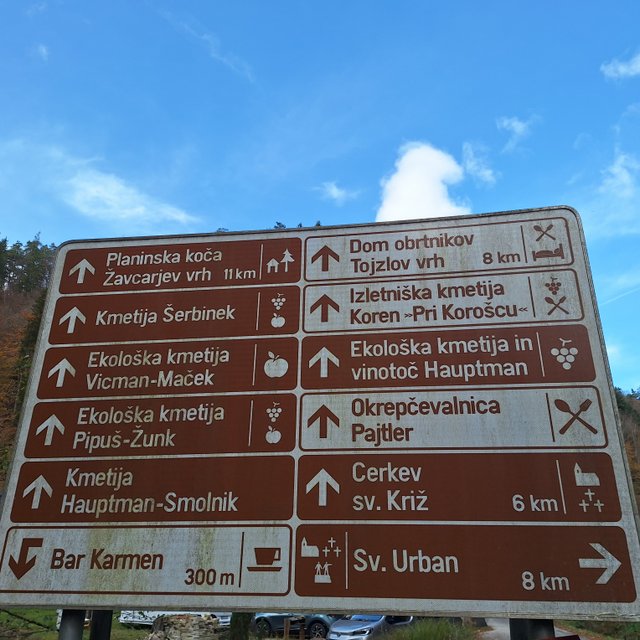 Planinska koča
Žavcarjev vrh 11 km
Kmetija Šerbinek
Ekološka kmetija
Vicman-Maček
Ekološka kmetija
Pipuš-Žunk
Kmetija
Hauptman-Smolnik
Bar Karmen
300 m
Dom obrtnikov
Tojzlov vrh 8 km
Izletniška kmetija
Koren »Pri Korošcu«
Ekološka kmetija in
vinotoč Hauptman
Okrepčevalnica
Pajtler
Cerkev
sv. Križ 6 km
Sv. Urban
8 km